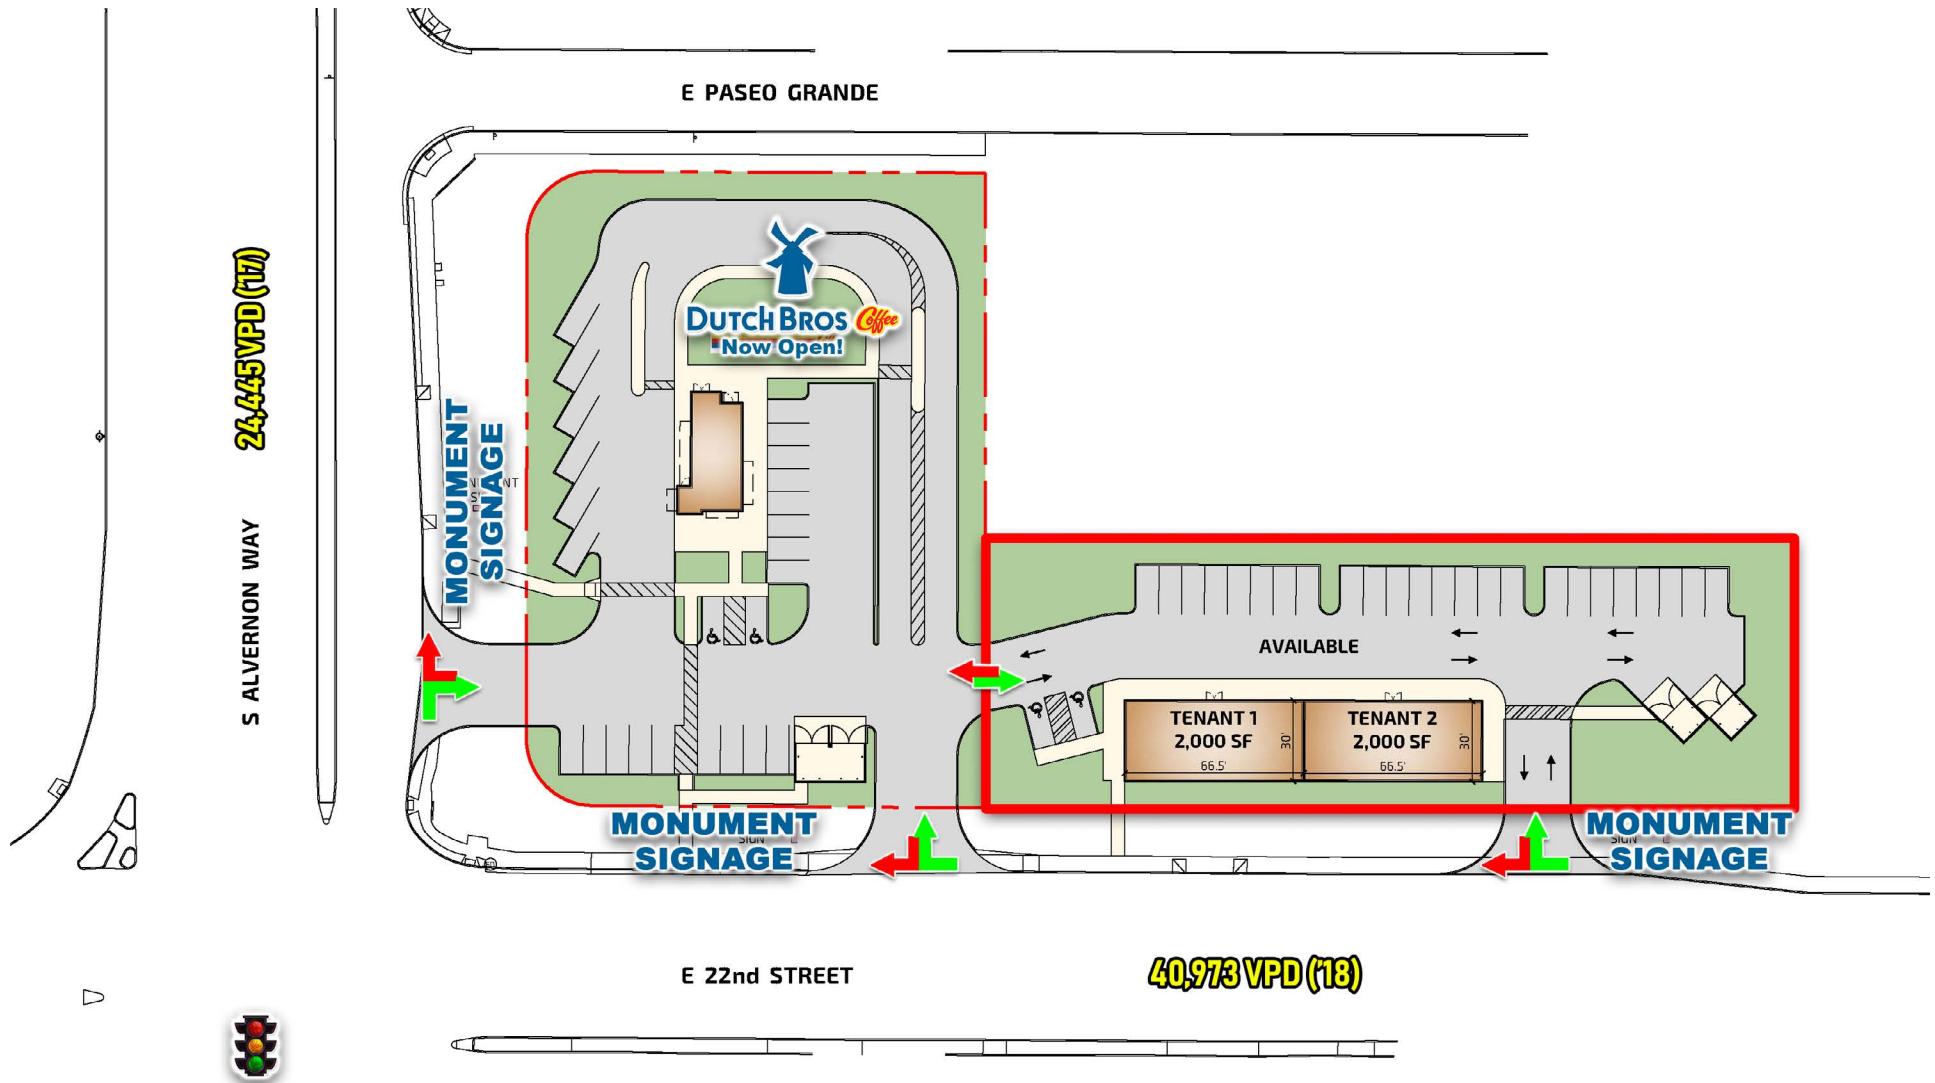 E PASEO GRANDE
24,445 VPD ('17)
S ALVERNON WAY
DUTCH BROS Coffee
Now Open!
MONUMENT
SIGNAGE
AVAILABLE
TENANT 1
2,000 SF
30'
66.5'
TENANT 2
2,000 SF
30'
66.5'
MONUMENT
SIGNAGE
SIGN
MONUMENT
SIGNAGE
SIGN
E 22nd STREET
40,973 VPD ('18)